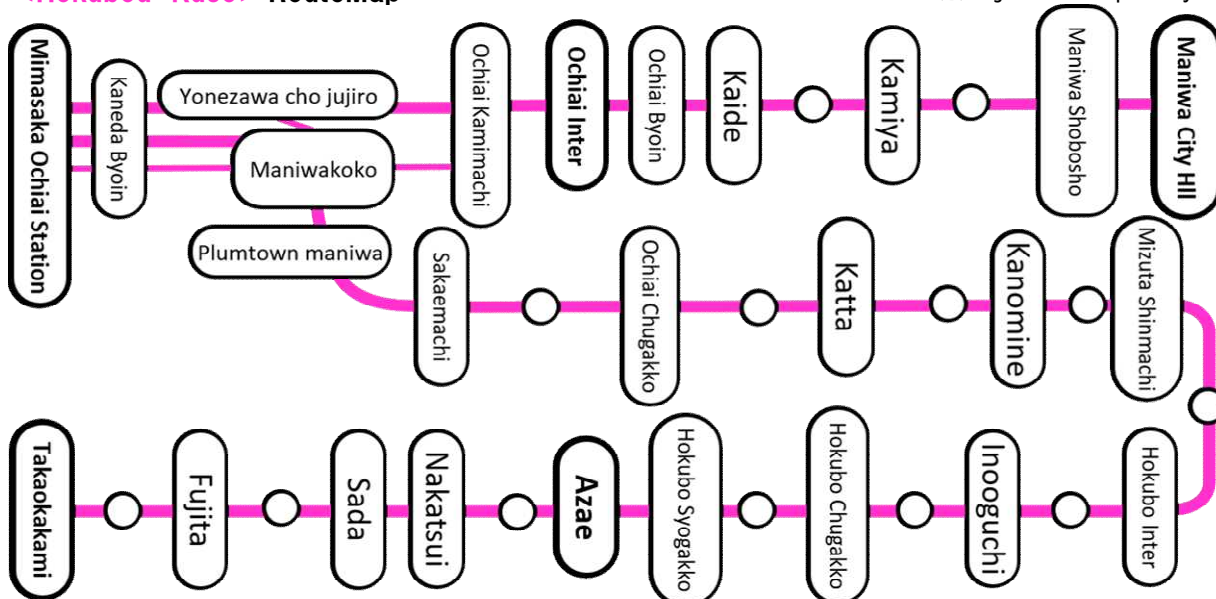 RouteMap
Mimasaka Ochiai Station
Kaneda Byoin
Yonezawa cho jujiro
Maniwakoko
Plumtown maniwa
Ochiai Kamimachi
Ochiai Inter
Ochiai Byoin
Kaide
Kamiya
Maniwa Shobosho
Maniwa City Hll
Sakaemachi
Ochiai Chugakko
Katta
Kanomine
Mizuta Shinmachi
Takaokakami
Fujita
Sada
Nakatsui
Azae
Hokubo Syogakko
Hokubo Chugakko
Inooguchi
Hokubo Inter